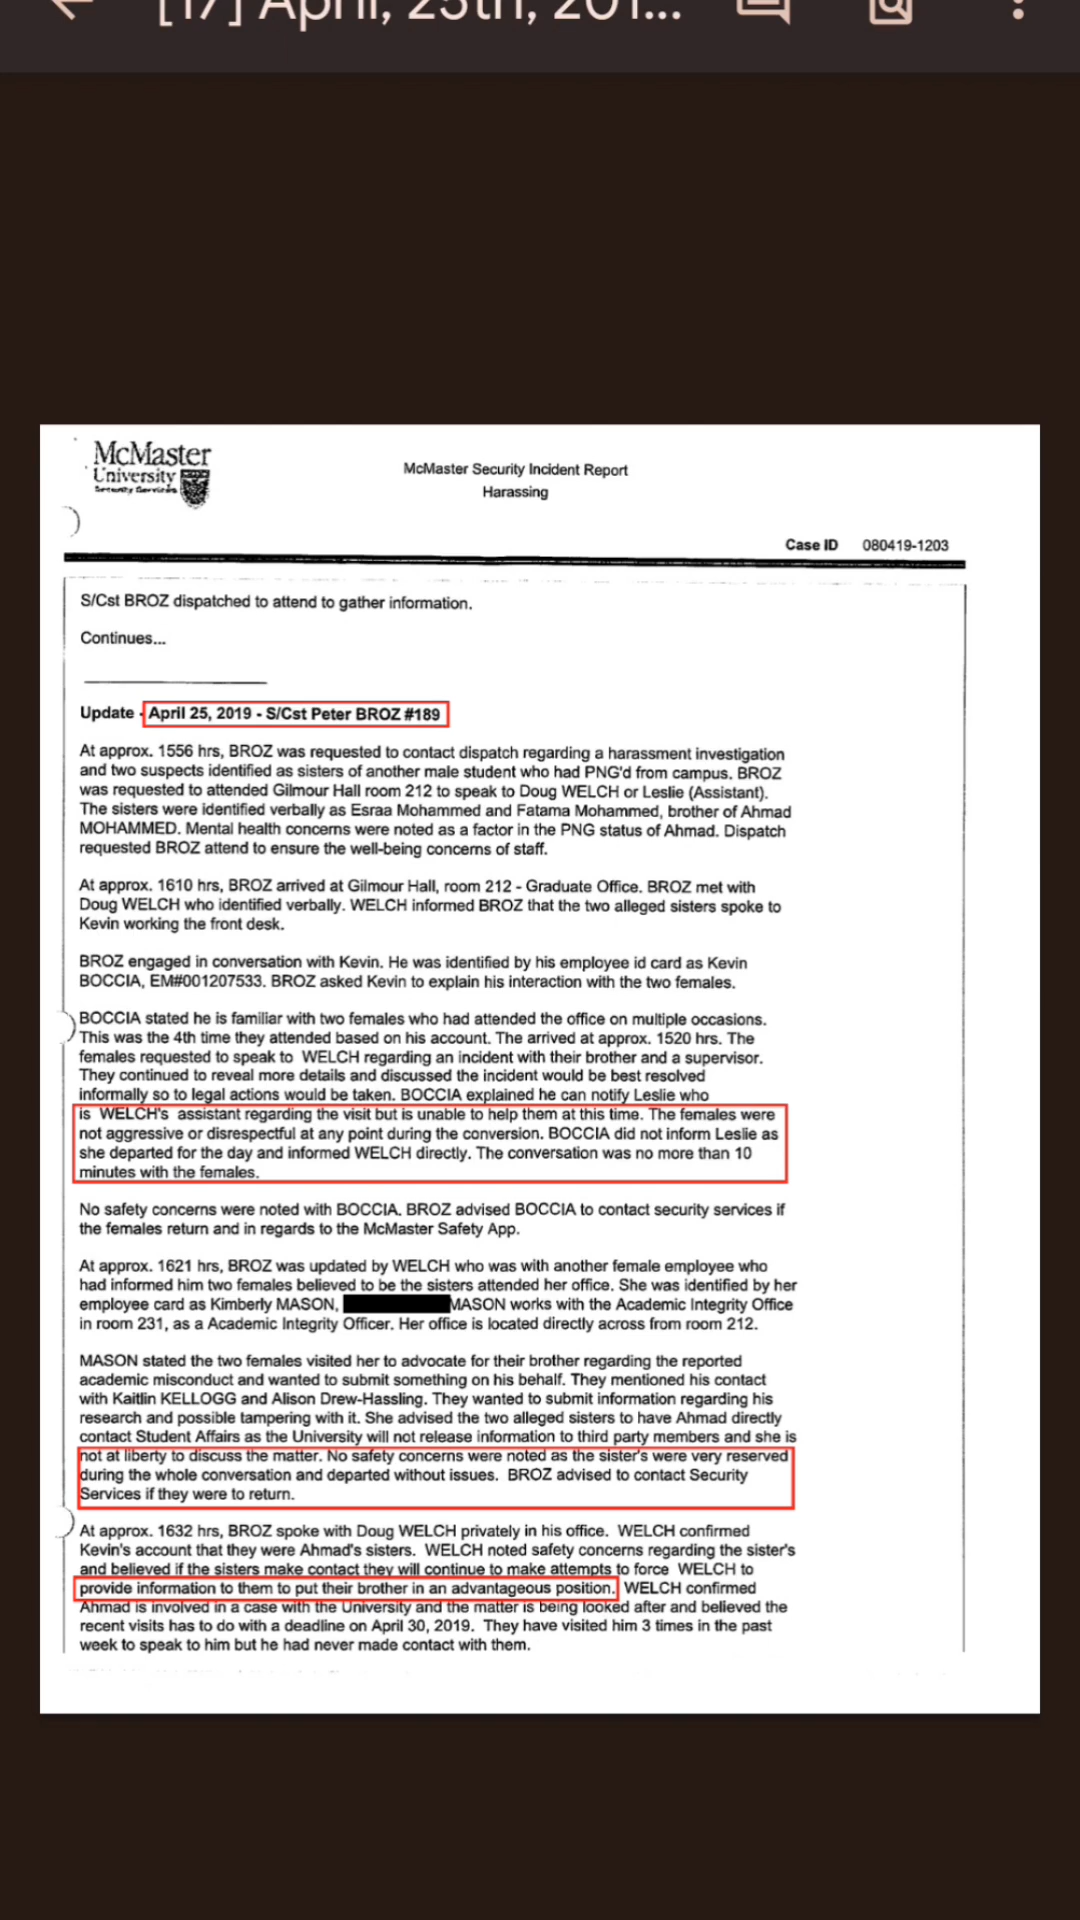 [17] April, 25th, 201...
McMaster
University
Security Services
McMaster Security Incident Report
Harassing
Case ID 080419-1203
S/Cst BROZ dispatched to attend to gather information.
Continues...
Update - April 25, 2019 - S/Cst Peter BROZ #189
At approx. 1556 hrs, BROZ was requested to contact dispatch regarding a harassment investigation
and two suspects identified as sisters of another male student who had PNG'd from campus. BROZ
was requested to attended Gilmour Hall room 212 to speak to Doug WELCH or Leslie (Assistant).
The sisters were identified verbally as Esraa Mohammed and Fatama Mohammed, brother of Ahmad
MOHAMMED. Mental health concerns were noted as a factor in the PNG status of Ahmad. Dispatch
requested BROZ attend to ensure the well-being concerns of staff.
At approx. 1610 hrs, BROZ arrived at Gilmour Hall, room 212 - Graduate Office. BROZ met with
Doug WELCH who identified verbally. WELCH informed BROZ that the two alleged sisters spoke to
Kevin working the front desk.
BROZ engaged in conversation with Kevin. He was identified by his employee id card as Kevin
BOCCIA, EM#001207533. BROZ asked Kevin to explain his interaction with the two females.
BOCCIA stated he is familiar with two females who had attended the office on multiple occasions.
This was the 4th time they attended based on his account. The arrived at approx. 1520 hrs. The
females requested to speak to WELCH regarding an incident with their brother and a supervisor.
They continued to reveal more details and discussed the incident would be best resolved
informally so to legal actions would be taken. BOCCIA explained he can notify Leslie who
is WELCH's assistant regarding the visit but is unable to help them at this time. The females were
not aggressive or disrespectful at any point during the conversion. BOCCIA did not inform Leslie as
she departed for the day and informed WELCH directly. The conversation was no more than 10
minutes with the females.
No safety concerns were noted with BOCCIA. BROZ advised BOCCIA to contact security services if
the females return and in regards to the McMaster Safety App.
At approx. 1621 hrs, BROZ was updated by WELCH who was with another female employee who
had informed him two females believed to be the sisters attended her office. She was identified by her
employee card as Kimberly MASON, MASON works with the Academic Integrity Office
in room 231, as a Academic Integrity Officer. Her office is located directly across from room 212.
MASON stated the two females visited her to advocate for their brother regarding the reported
academic misconduct and wanted to submit something on his behalf. They mentioned his contact
with Kaitlin KELLOGG and Alison Drew-Hassling. They wanted to submit information regarding his
research and possible tampering with it. She advised the two alleged sisters to have Ahmad directly
contact Student Affairs as the University will not release information to third party members and she is
not at liberty to discuss the matter. No safety concerns were noted as the sister's were very reserved
during the whole conversation and departed without issues. BROZ advised to contact Security
Services if they were to return.
At approx. 1632 hrs, BROZ spoke with Doug WELCH privately in his office. WELCH confirmed
Kevin's account that they were Ahmad's sisters. WELCH noted safety concerns regarding the sister's
and believed if the sisters make contact they will continue to make attempts to force WELCH to
provide information to them to put their brother in an advantageous position. WELCH confirmed
Ahmad is involved in a case with the University and the matter is being looked after and believed the
recent visits has to do with a deadline on April 30, 2019. They have visited him 3 times in the past
week to speak to him but he had never made contact with them.